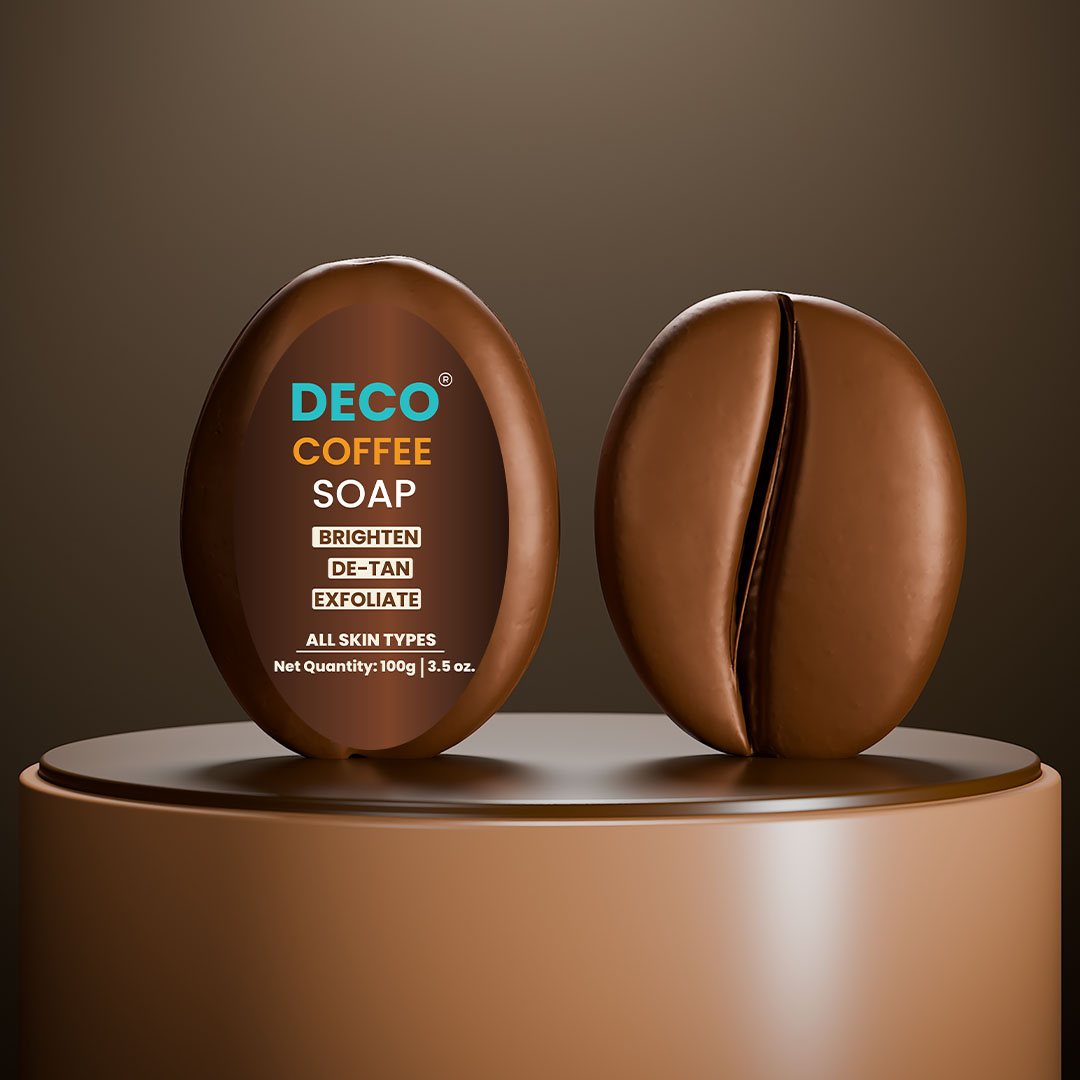 DECO®
COFFEE
SOAP
BRIGHTEN
DE-TAN
EXFOLIATE
ALL SKIN TYPES
Net Quantity: 100g | 3.5 oz.